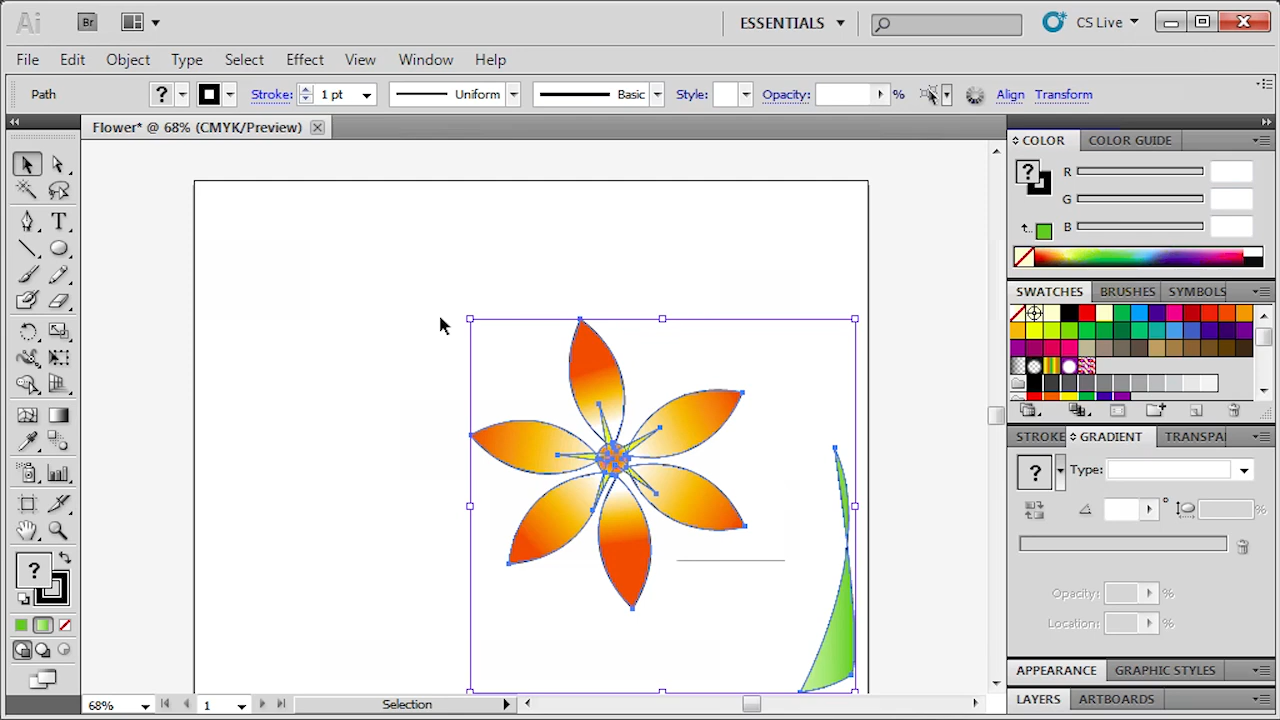 Ai Br ESSENTIALS CS Live
File Edit Object Type Select Effect View Window Help
Path ? Stroke: 1 pt Uniform Basic Style: Opacity: % Align Transform
Flower* @ 68% (CMYK/Preview)
COLOR COLOR GUIDE
? R
G
B
SWATCHES BRUSHES SYMBOLS
T
STROKE GRADIENT TRANSPA
? Type:
° %
?
Opacity: %
Location: %
APPEARANCE GRAPHIC STYLES
LAYERS ARTBOARDS
68% 1 Selection